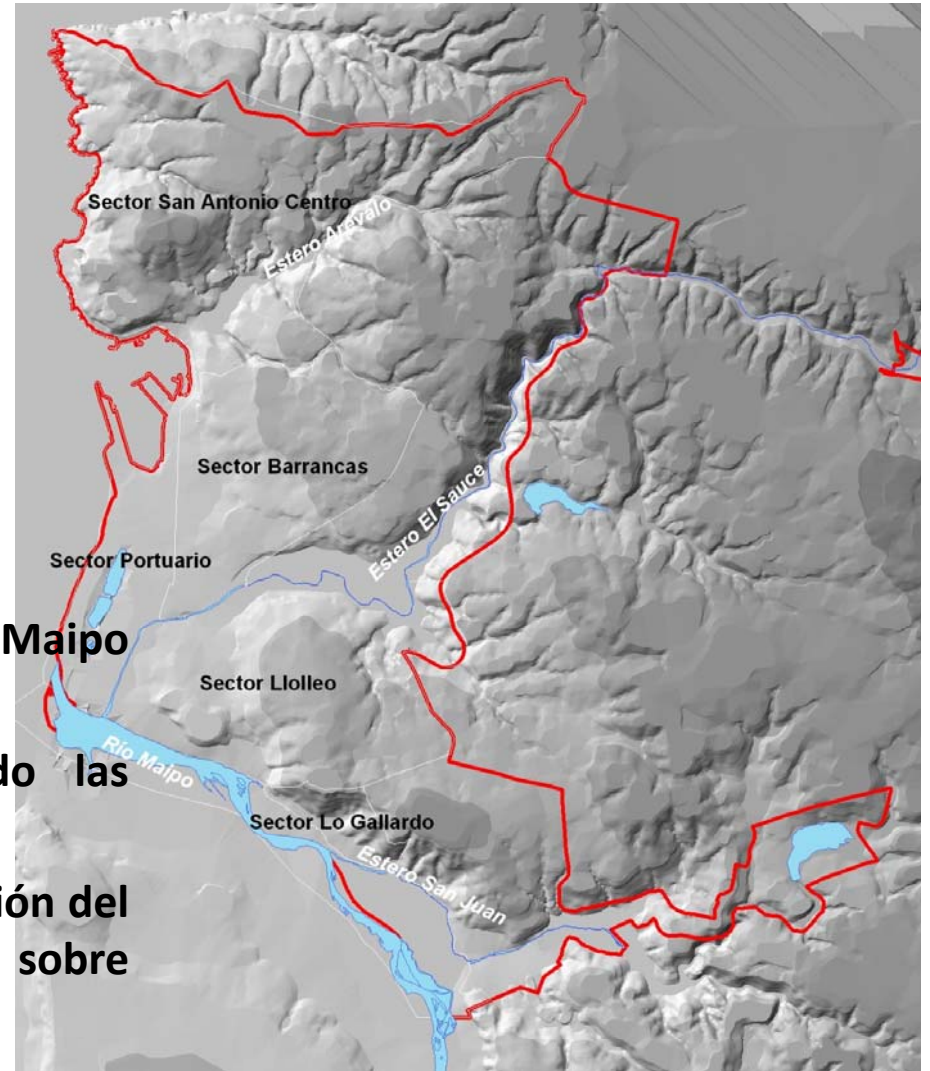 Sector San Antonio Centro
Estero Arévalo
Sector Barrancas
Estero El Sauce
Sector Portuario
Maipo
Sector Llolleo
Río Maipo
do las
Sector Lo Gallardo
Estero San Juan
ión del
sobre